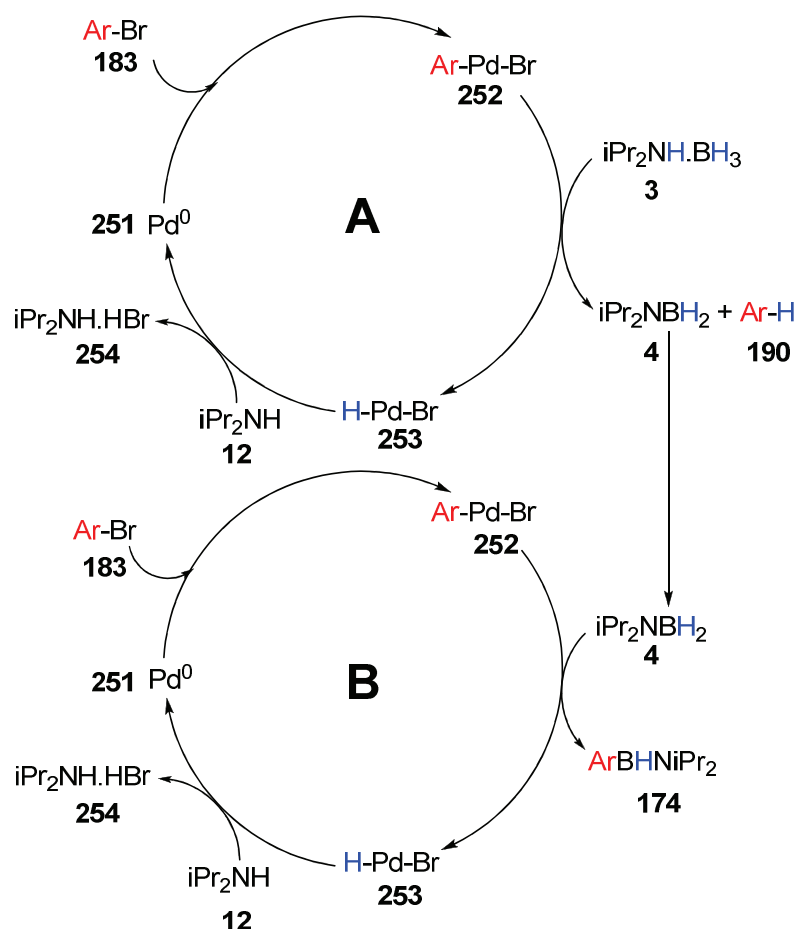 Ar-Br
183
Ar-Pd-Br
252
iPr₂NH.BH₃
3
A
251 Pd⁰
iPr₂NBH₂ + Ar-H
4 190
iPr₂NH.HBr
254
iPr₂NH
12
H-Pd-Br
253
Ar-Br
183
Ar-Pd-Br
252
iPr₂NBH₂
4
B
251 Pd⁰
ArBHNiPr₂
174
iPr₂NH.HBr
254
iPr₂NH
12
H-Pd-Br
253